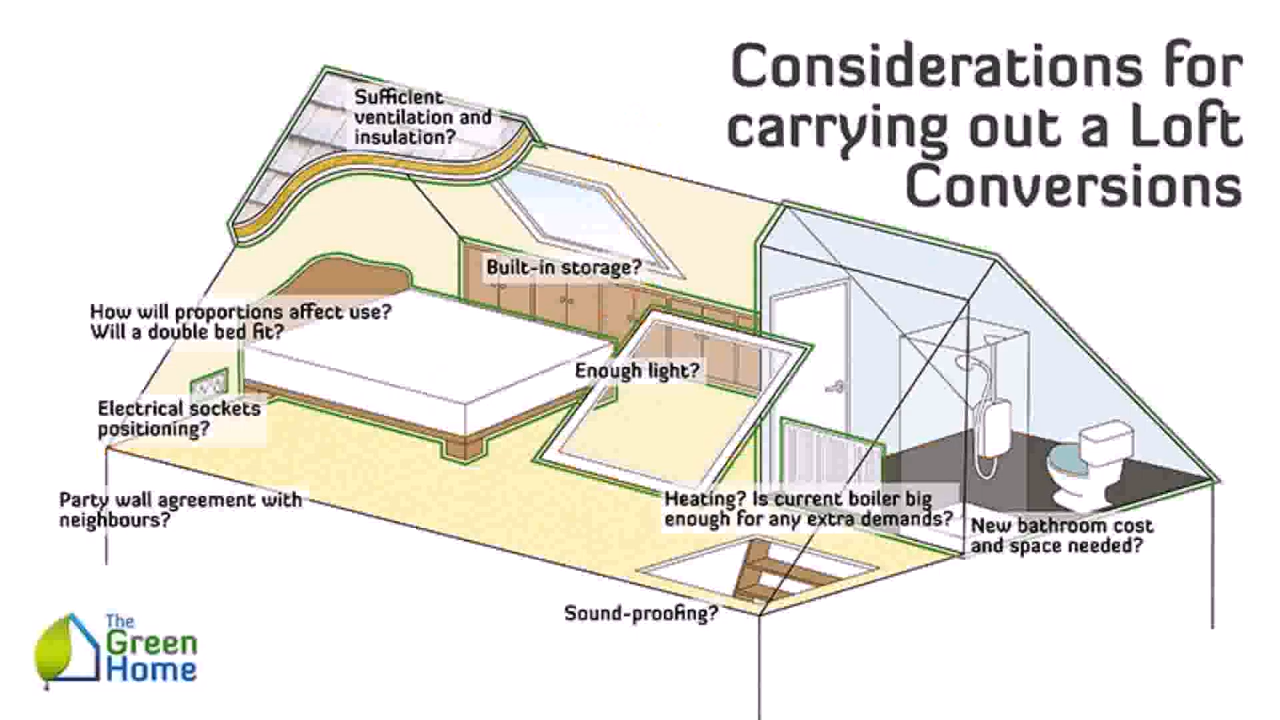 Considerations for
carrying out a Loft
Conversions
Sufficient
ventilation and
insulation?
Built-in storage?
How will proportions affect use?
Will a double bed fit?
Enough light?
Electrical sockets
positioning?
Party wall agreement with
neighbours?
Heating? Is current boiler big
enough for any extra demands?
New bathroom cost
and space needed?
Sound-proofing?
The
Green
Home